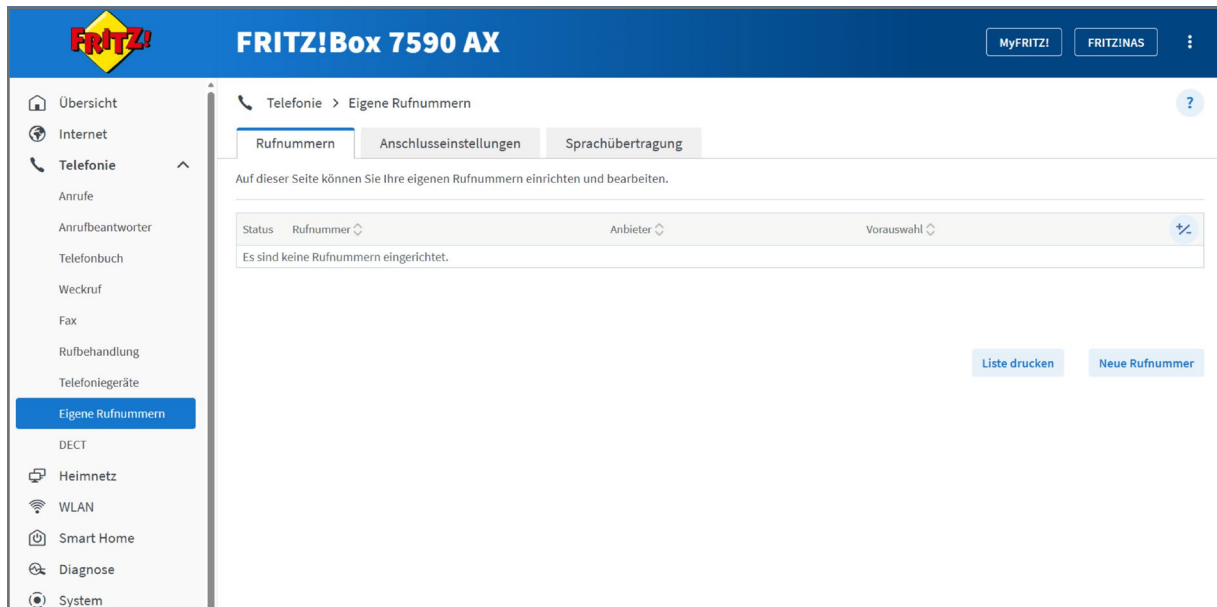 FRITZ!
FRITZ!Box 7590 AX
MyFRITZ!
FRITZ!NAS
Übersicht
Internet
Telefonie
Anrufe
Anrufbeantworter
Telefonbuch
Weckruf
Fax
Rufbehandlung
Telefoniegeräte
Eigene Rufnummern
DECT
Heimnetz
WLAN
Smart Home
Diagnose
System
Telefonie > Eigene Rufnummern
?
Rufnummern Anschlusseinstellungen Sprachübertragung
Auf dieser Seite können Sie Ihre eigenen Rufnummern einrichten und bearbeiten.
Status Rufnummer Anbieter Vorauswahl +/-
Es sind keine Rufnummern eingerichtet.
Liste drucken Neue Rufnummer